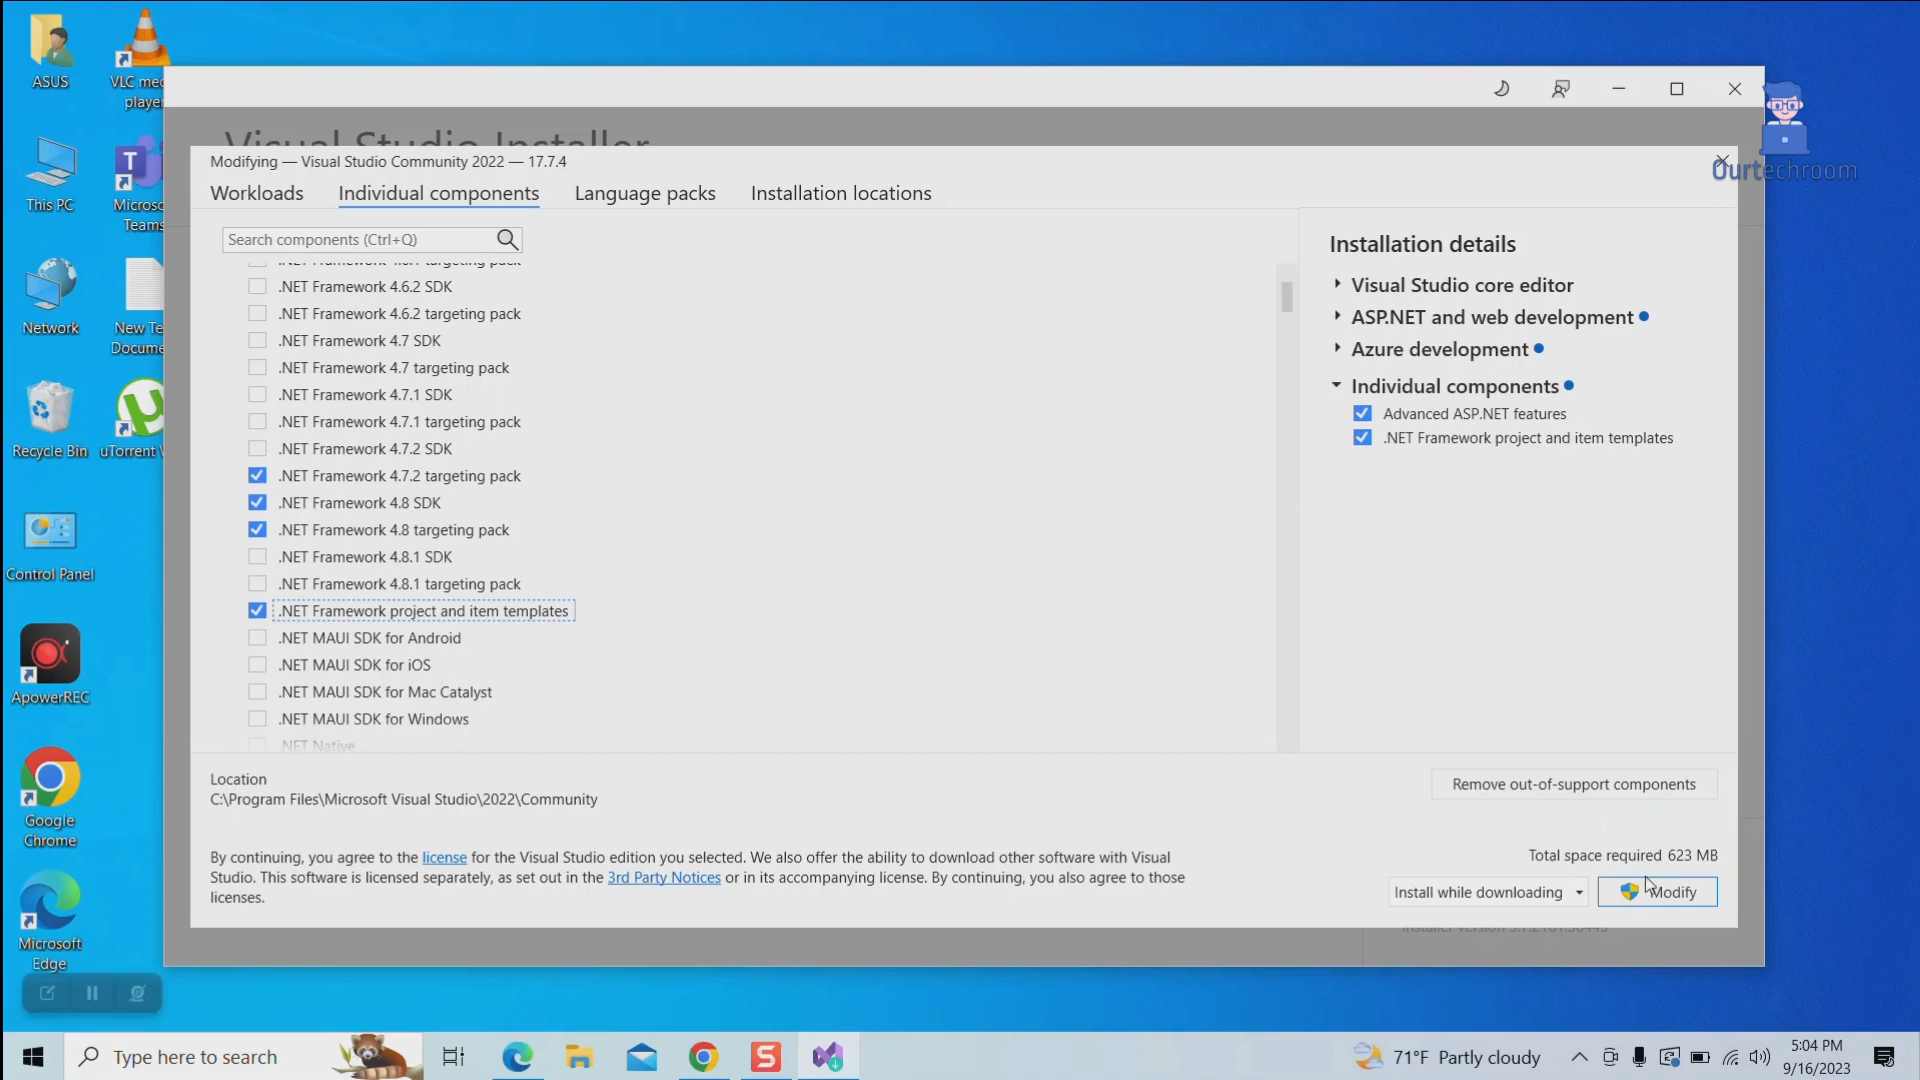 ASUS
VLC med
player
This PC
Microso
Teams
Network
New Te
Docume
Recycle Bin
uTorrent W
Control Panel
ApowerREC
Google
Chrome
Microsoft
Edge
Visual Studio Installer
Modifying — Visual Studio Community 2022 — 17.7.4
Ourtechroom
Workloads
Individual components
Language packs
Installation locations
Search components (Ctrl+Q)
.NET Framework 4.6.2 SDK
.NET Framework 4.6.2 targeting pack
.NET Framework 4.7 SDK
.NET Framework 4.7 targeting pack
.NET Framework 4.7.1 SDK
.NET Framework 4.7.1 targeting pack
.NET Framework 4.7.2 SDK
.NET Framework 4.7.2 targeting pack
.NET Framework 4.8 SDK
.NET Framework 4.8 targeting pack
.NET Framework 4.8.1 SDK
.NET Framework 4.8.1 targeting pack
.NET Framework project and item templates
.NET MAUI SDK for Android
.NET MAUI SDK for iOS
.NET MAUI SDK for Mac Catalyst
.NET MAUI SDK for Windows
.NET Native
Installation details
Visual Studio core editor
ASP.NET and web development
Azure development
Individual components
Advanced ASP.NET features
.NET Framework project and item templates
Location
C:\Program Files\Microsoft Visual Studio\2022\Community
Remove out-of-support components
By continuing, you agree to the license for the Visual Studio edition you selected. We also offer the ability to download other software with Visual
Studio. This software is licensed separately, as set out in the 3rd Party Notices or in its accompanying license. By continuing, you also agree to those
licenses.
Total space required 623 MB
Install while downloading
Modify
Type here to search
71°F Partly cloudy
5:04 PM
9/16/2023